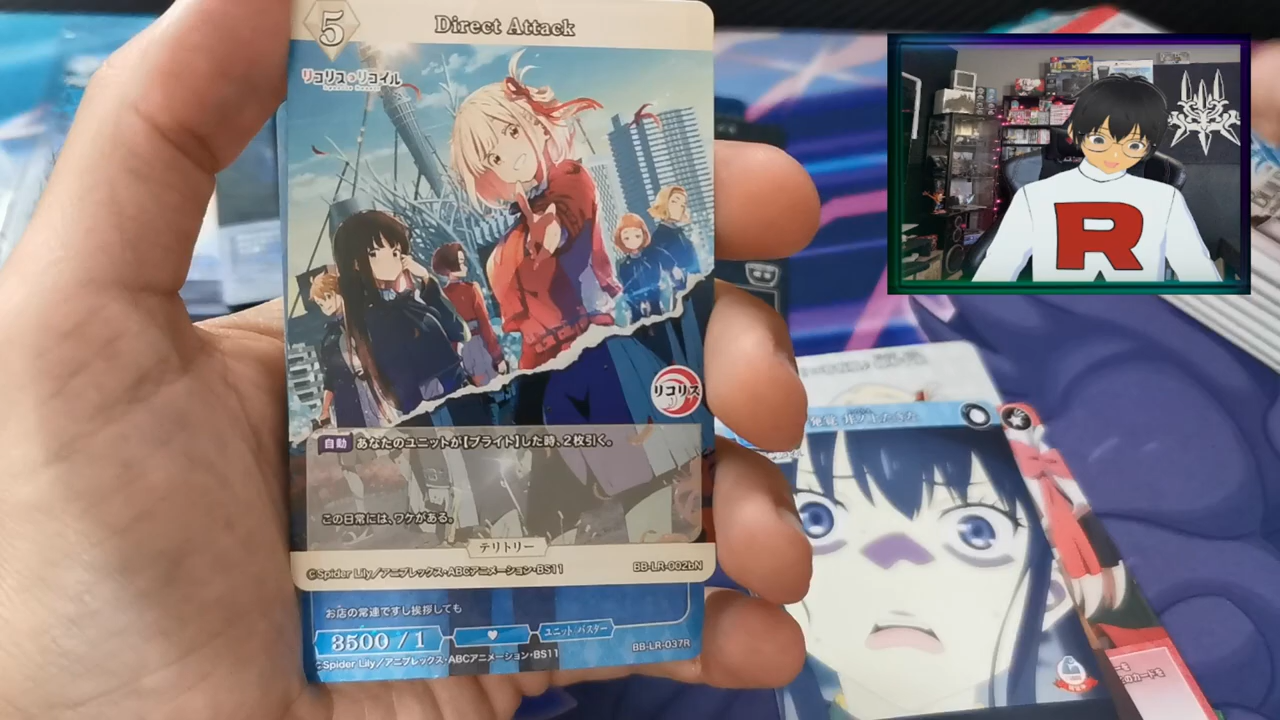 5
Direct Attack
リコリス・リコイル
リコリス
自動 あなたのユニットが【ブライト】した時、2枚引く。
この日常には、ワケがある。
テリトリー
©Spider Lily/アニプレックス・ABCアニメーション・BS11
BB-LR-002bN
お店の常連ですし挨拶しても
3500 / 1
ユニット バスター
©Spider Lily/アニプレックス・ABCアニメーション・BS11
BB-LR-037R
R